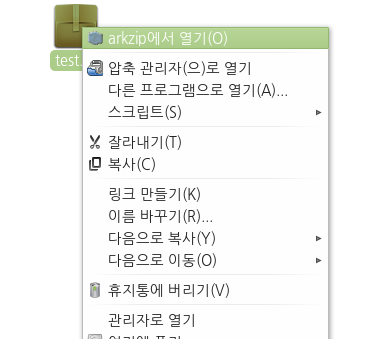 test.
arkzip에서 열기(O)
압축 관리자(으)로 열기
다른 프로그램으로 열기(A)...
스크립트(S)
잘라내기(T)
복사(C)
링크 만들기(K)
이름 바꾸기(R)...
다음으로 복사(Y)
다음으로 이동(O)
휴지통에 버리기(V)
관리자로 열기